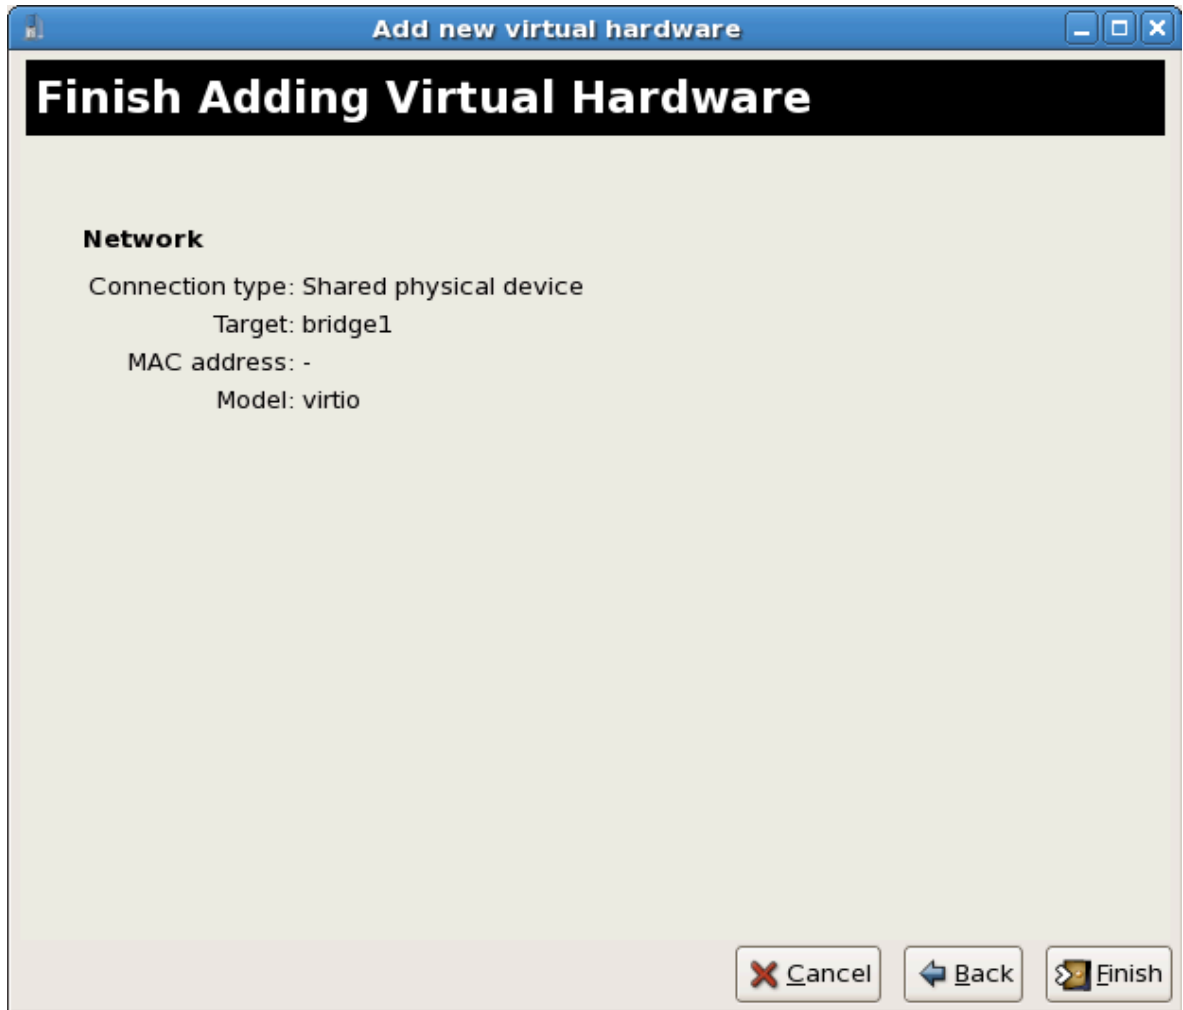 Add new virtual hardware
Finish Adding Virtual Hardware
Network
Connection type: Shared physical device
Target: bridge1
MAC address: -
Model: virtio
Cancel Back Finish